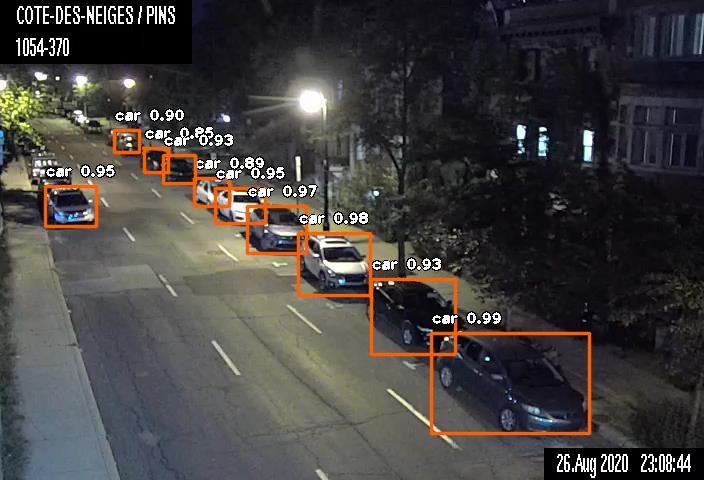 COTE-DES-NEIGES / PINS
1054-370
car 0.90
car 0.85
car 0.93
car 0.89
car 0.95
car 0.95
car 0.97
car 0.98
car 0.93
car 0.99
26.Aug 2020 23:08:44